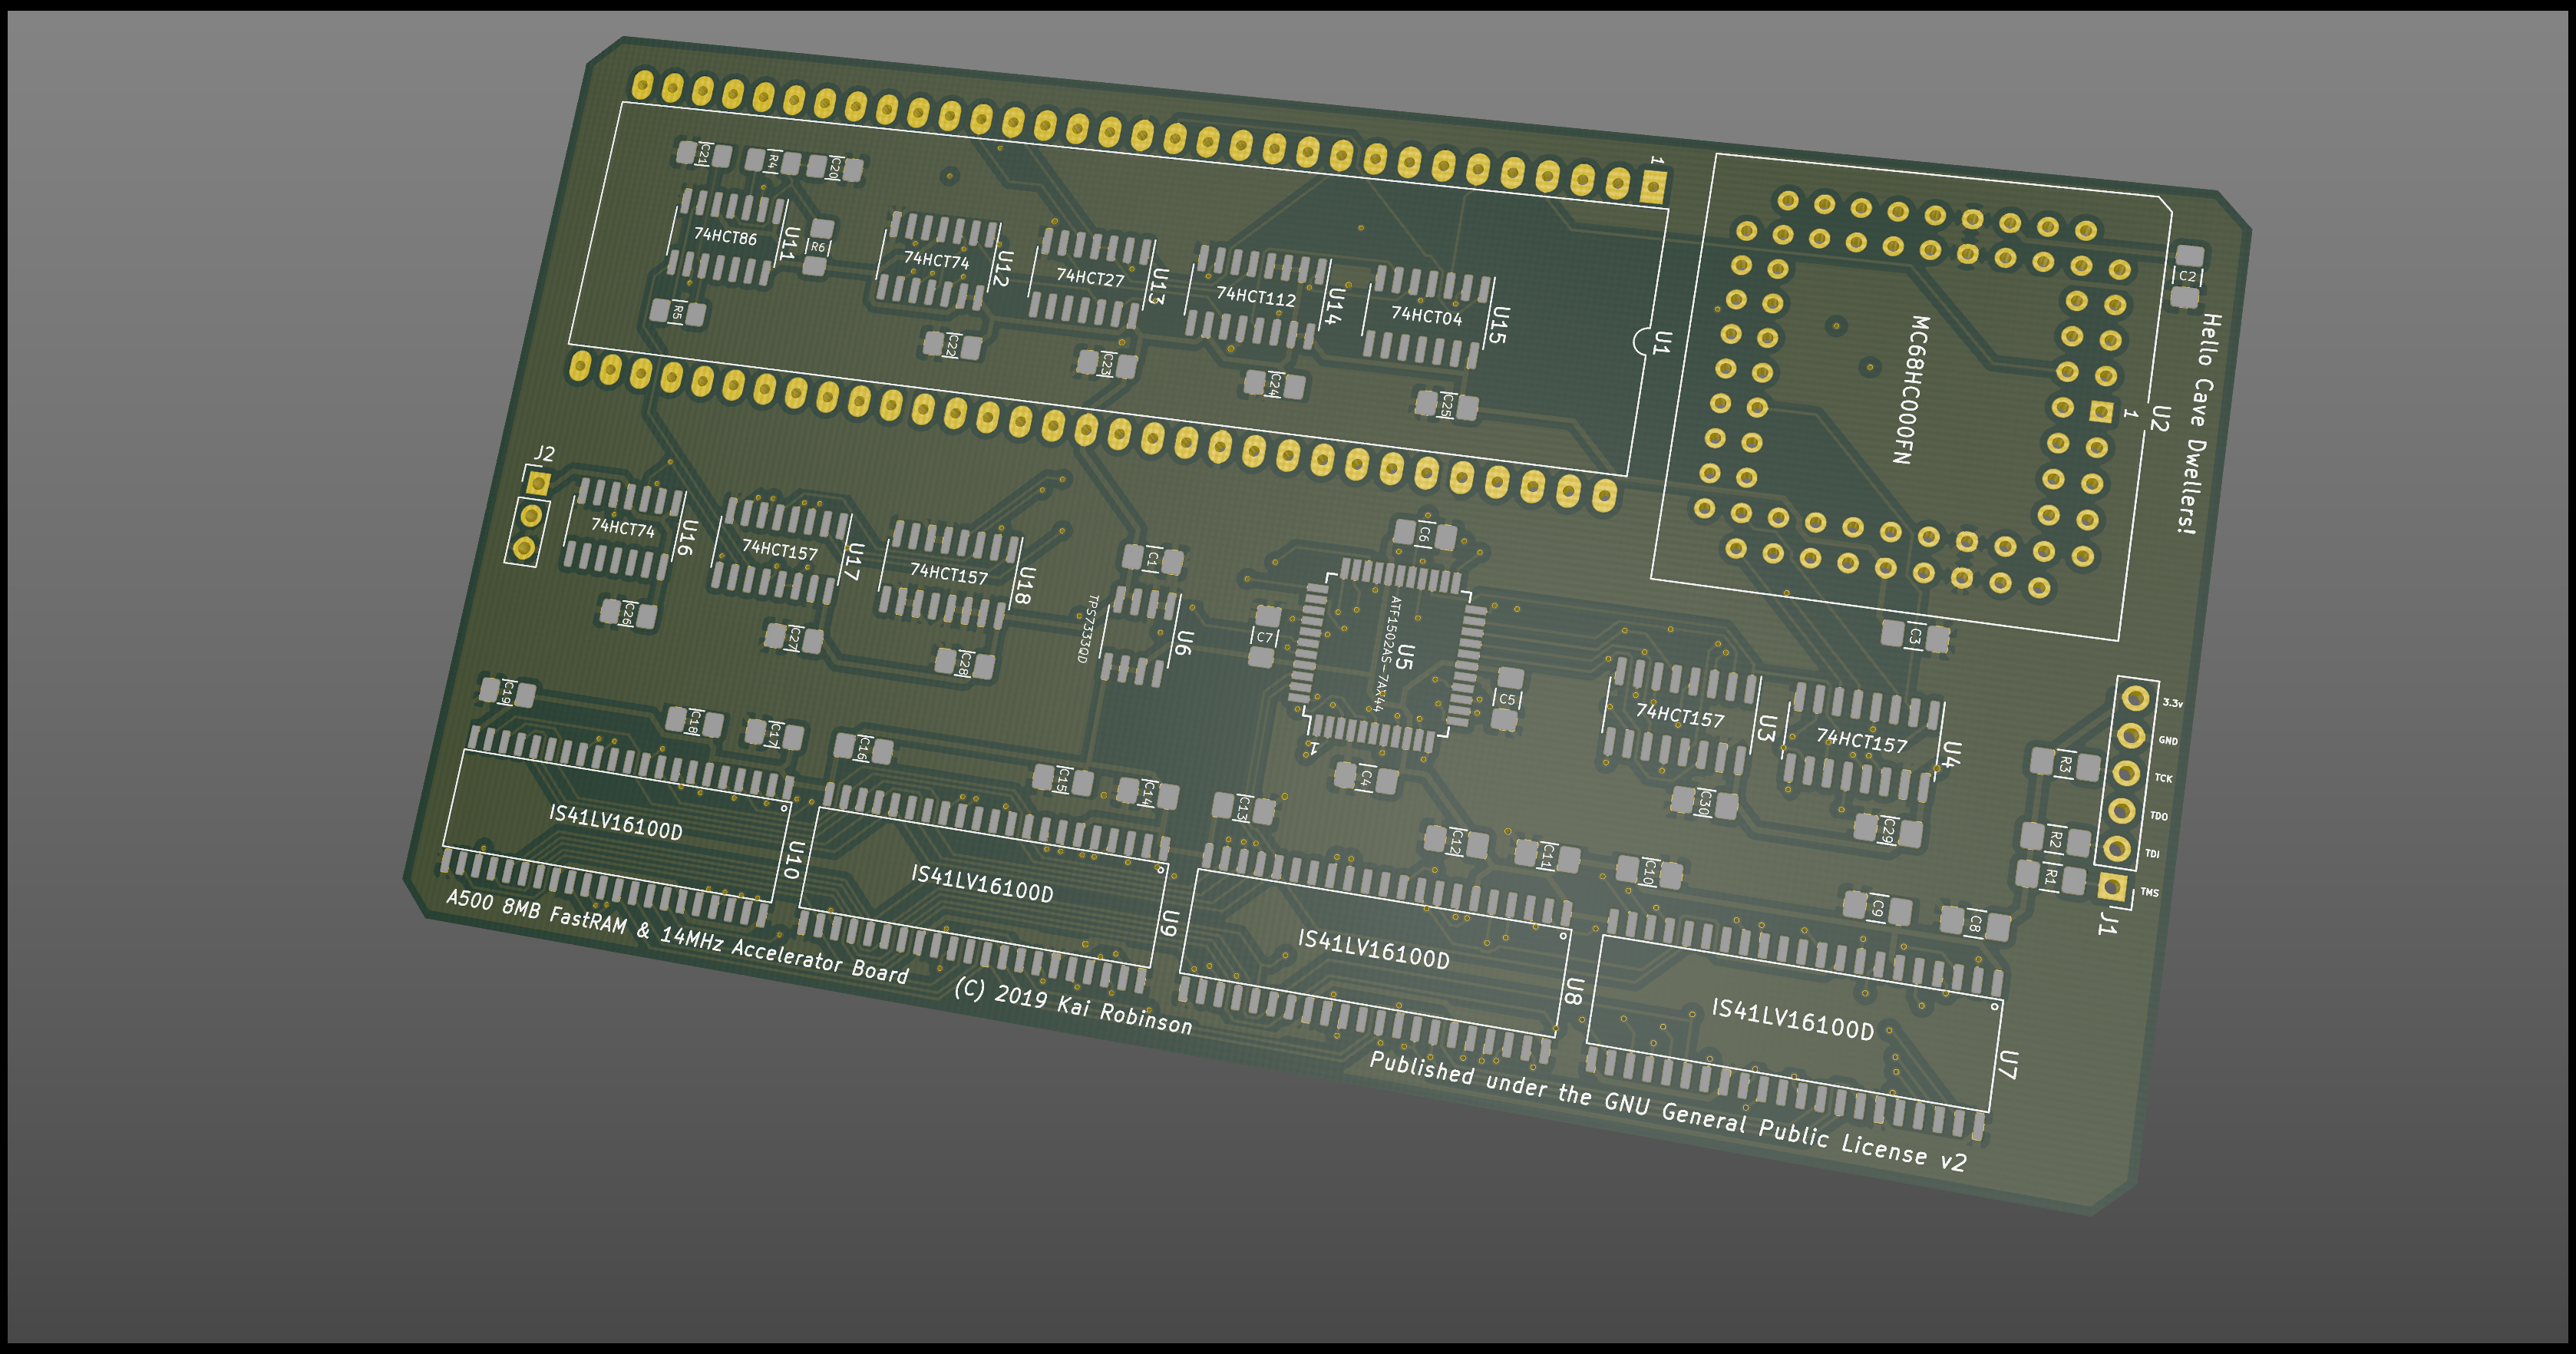 C21
R4
C20
1
74HCT86
U11
R6
74HCT74
U12
74HCT27
U13
74HCT112
U14
74HCT04
U15
R5
C22
C23
C24
C25
U1
MC68HC000FN
1
U2
C2
Hello Cave Dwellers!
J2
74HCT74
U16
74HCT157
U17
74HCT157
U18
C26
C27
C28
C1
TPS7333QD
U6
C6
C7
ATF1502AS-7AX44
U5
1
C5
C4
C3
74HCT157
U3
74HCT157
U4
C30
C29
3.3v
GND
TCK
TDO
TDI
TMS
J1
R3
R2
R1
C19
C18
C17
C16
C15
C14
C13
C12
C11
C10
C9
C8
IS41LV16100D
U10
IS41LV16100D
U9
IS41LV16100D
U8
IS41LV16100D
U7
A500 8MB FastRAM & 14MHz Accelerator Board
(C) 2019 Kai Robinson
Published under the GNU General Public License v2